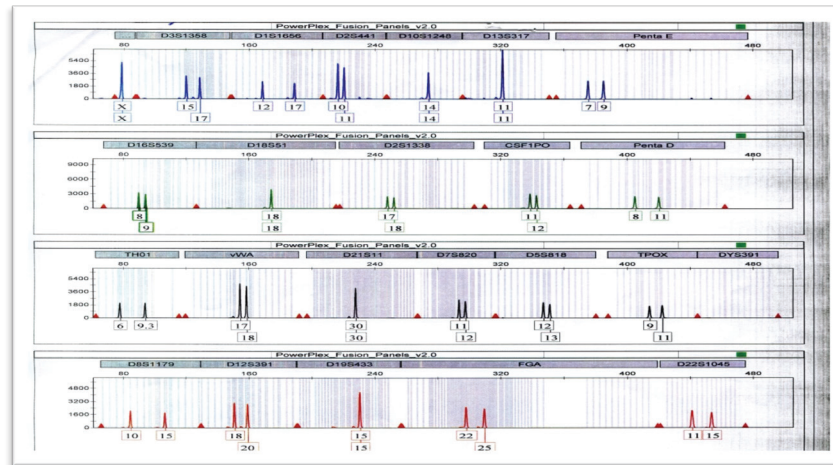 PowerPlex_Fusion_Panels_v2.0
D3S1358 D1S1656 D2S441 D10S1248 D13S317 Penta E
80 160 240 320 400 480
5400
3600
1800
0
X 15 12 17 10 14 11 7 9
X 17 11 14 11
PowerPlex_Fusion_Panels_v2.0
D16S539 D18S51 D2S1338 CSF1PO Penta D
80 160 240 320 400 480
9000
6000
3000
0
8 18 17 11 8 11
9 18 18 12
PowerPlex_Fusion_Panels_v2.0
TH01 vWA D21S11 D7S820 D5S818 TPOX DYS391
80 160 240 320 400 480
5400
3600
1800
0
6 9.3 17 30 11 12 9
18 30 12 13 11
PowerPlex_Fusion_Panels_v2.0
D8S1179 D12S391 D19S433 FGA D22S1045
80 160 240 320 400 480
4800
3200
1600
0
10 15 18 15 22 11 15
20 15 25